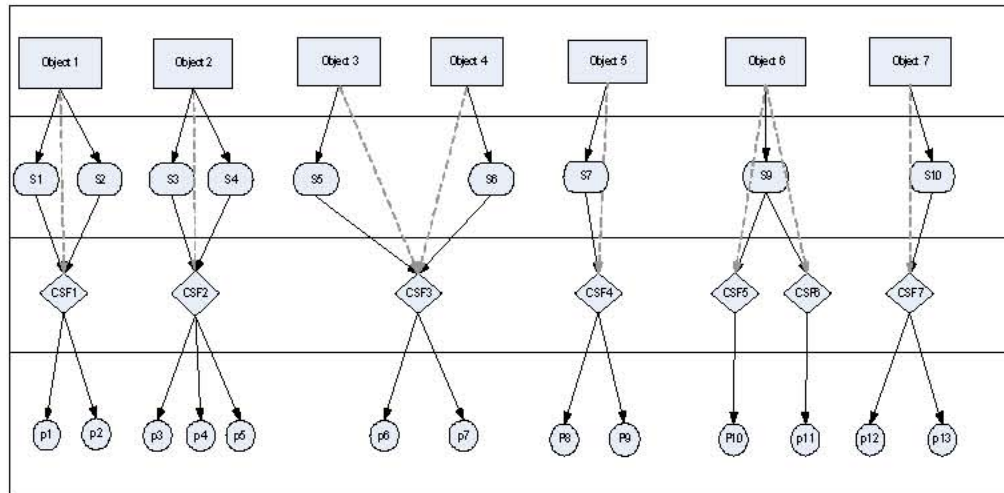 Object 1 Object 2 Object 3 Object 4 Object 5 Object 6 Object 7
S1 S2 S3 S4 S5 S6 S7 S9 S10
CSF1 CSF2 CSF3 CSF4 CSF5 CSF6 CSF7
p1 p2 p3 p4 p5 p6 p7 P8 P9 P10 p11 p12 p13